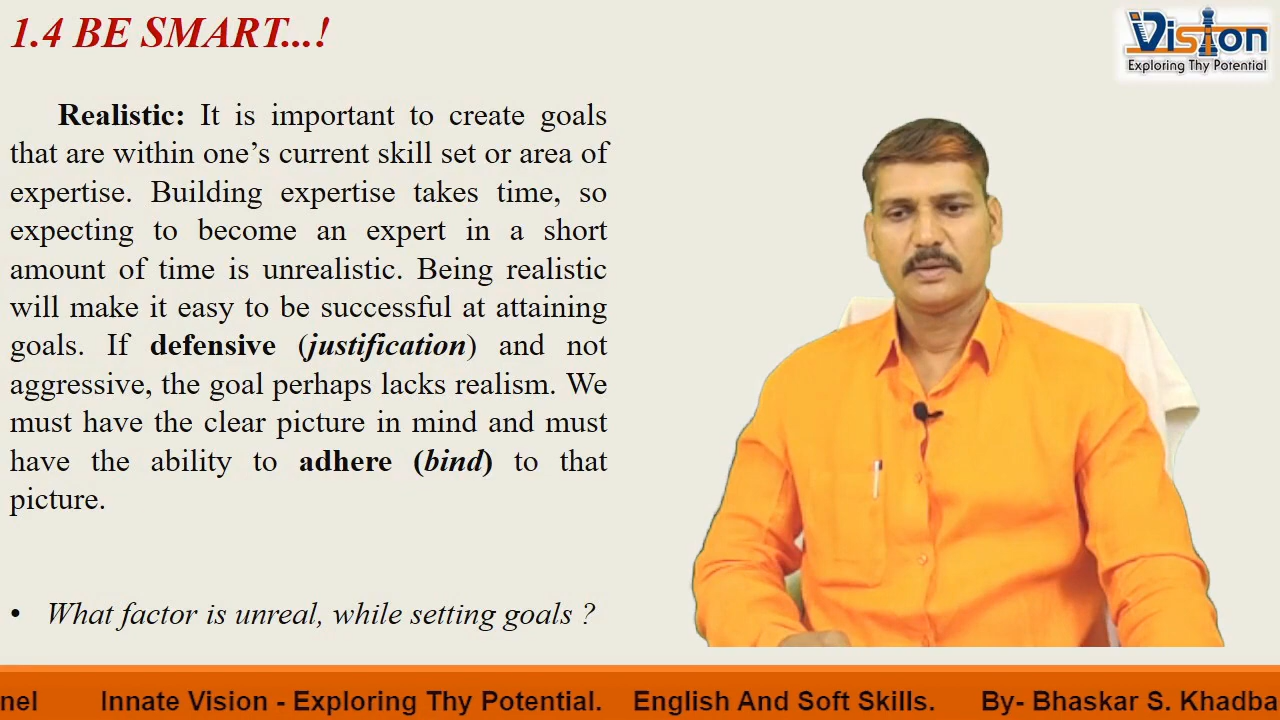 1.4 BE SMART...!
Vision
Exploring Thy Potential
Realistic: It is important to create goals
that are within one’s current skill set or area of
expertise. Building expertise takes time, so
expecting to become an expert in a short
amount of time is unrealistic. Being realistic
will make it easy to be successful at attaining
goals. If defensive (justification) and not
aggressive, the goal perhaps lacks realism. We
must have the clear picture in mind and must
have the ability to adhere (bind) to that
picture.
• What factor is unreal, while setting goals ?
nel Innate Vision - Exploring Thy Potential. English And Soft Skills. By- Bhaskar S. Khadba